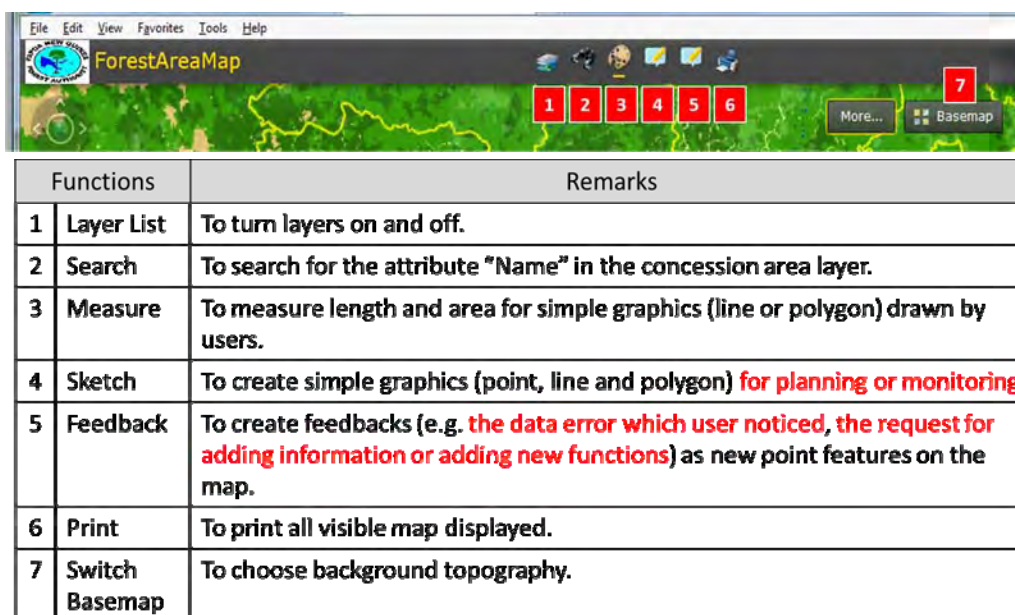 File Edit View Favorites Tools Help
PAPUA NEW GUINEA
FOREST AUTHORITY
ForestAreaMap
1 2 3 4 5 6
7
More... Basemap
Functions Remarks
1 Layer List To turn layers on and off.
2 Search To search for the attribute "Name" in the concession area layer.
3 Measure To measure length and area for simple graphics (line or polygon) drawn by
users.
4 Sketch To create simple graphics (point, line and polygon) for planning or monitoring
5 Feedback To create feedbacks (e.g. the data error which user noticed, the request for
adding information or adding new functions) as new point features on the
map.
6 Print To print all visible map displayed.
7 Switch To choose background topography.
Basemap